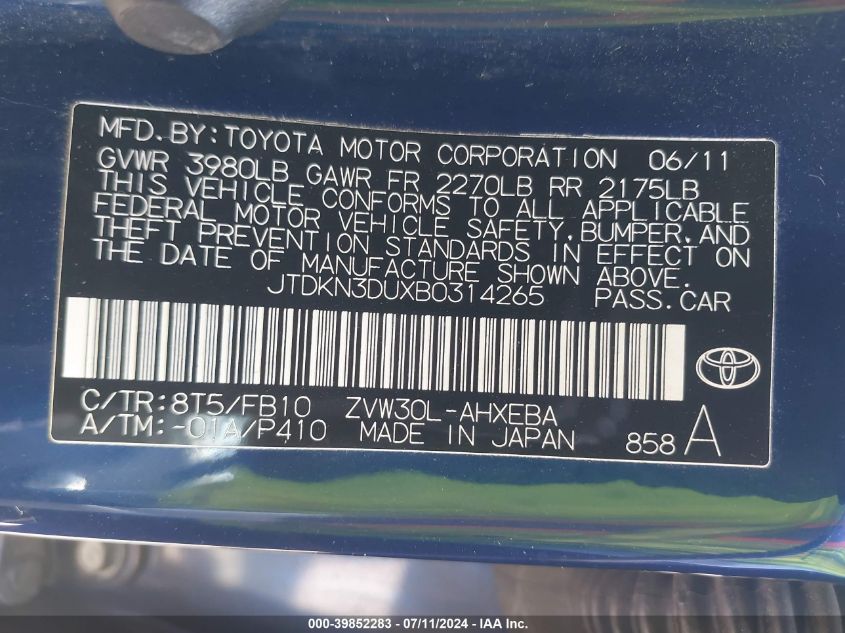 MFD.BY:TOYOTA MOTOR CORPORATION 06/11
GVWR 3980LB GAWR FR 2270LB RR 2175LB
THIS VEHICLE CONFORMS TO ALL APPLICABLE
FEDERAL MOTOR VEHICLE SAFETY,BUMPER,AND
THEFT PREVENTION STANDARDS IN EFFECT ON
THE DATE OF MANUFACTURE SHOWN ABOVE.
JTDKN3DUXB0314265 PASS.CAR
C/TR:8T5/FB10 ZVW30L-AHXEBA
A/TM:-01A/P410 MADE IN JAPAN 858 A
000-39852283 - 07/11/2024 - IAA Inc.